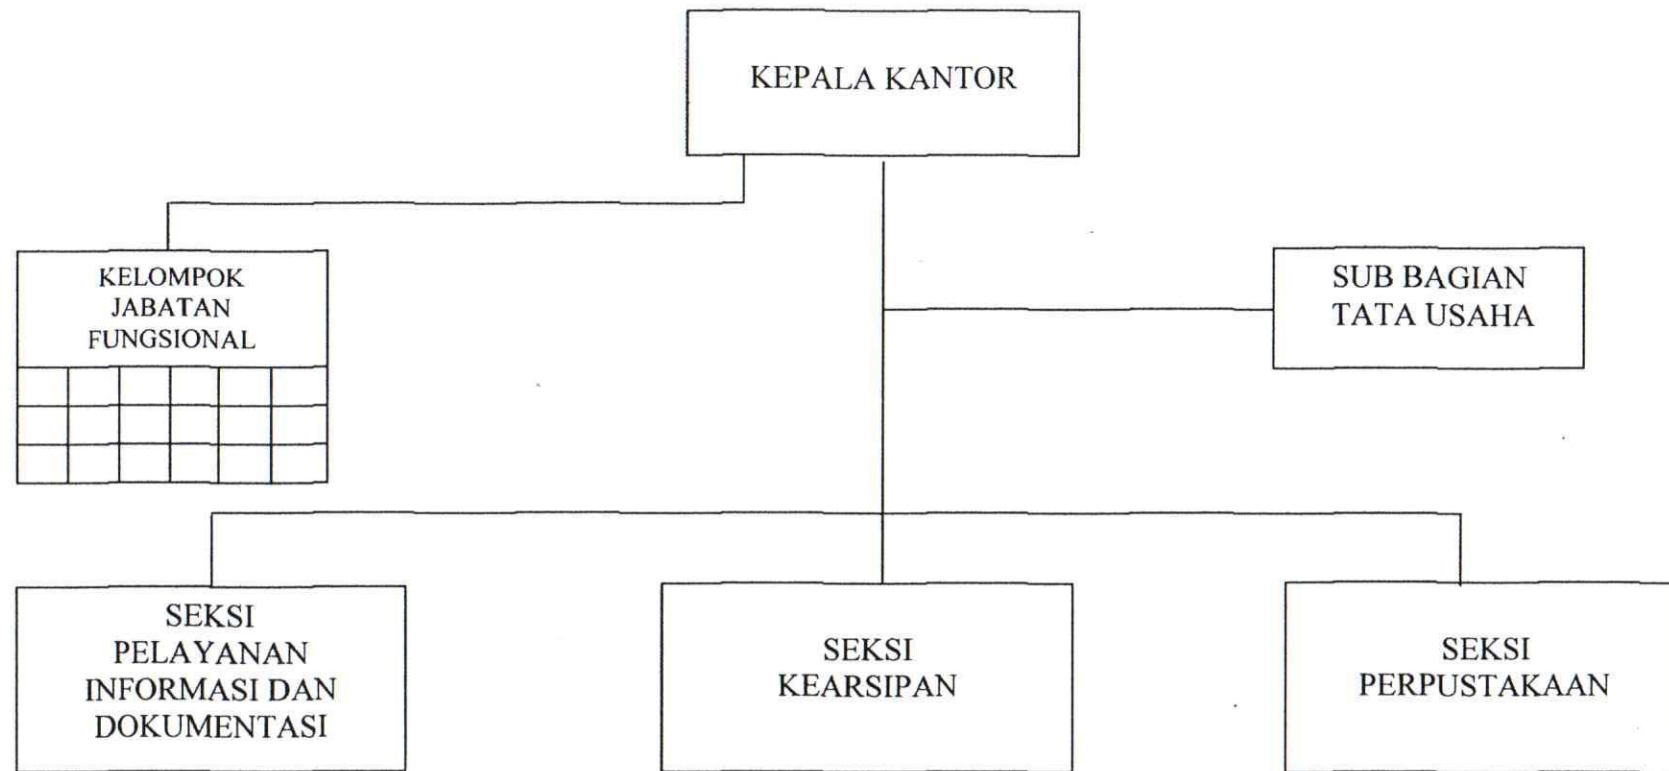 KEPALA KANTOR
KELOMPOK
JABATAN
FUNGSIONAL
SUB BAGIAN
TATA USAHA
SEKSI
PELAYANAN
INFORMASI DAN
DOKUMENTASI
SEKSI
KEARSIPAN
SEKSI
PERPUSTAKAAN